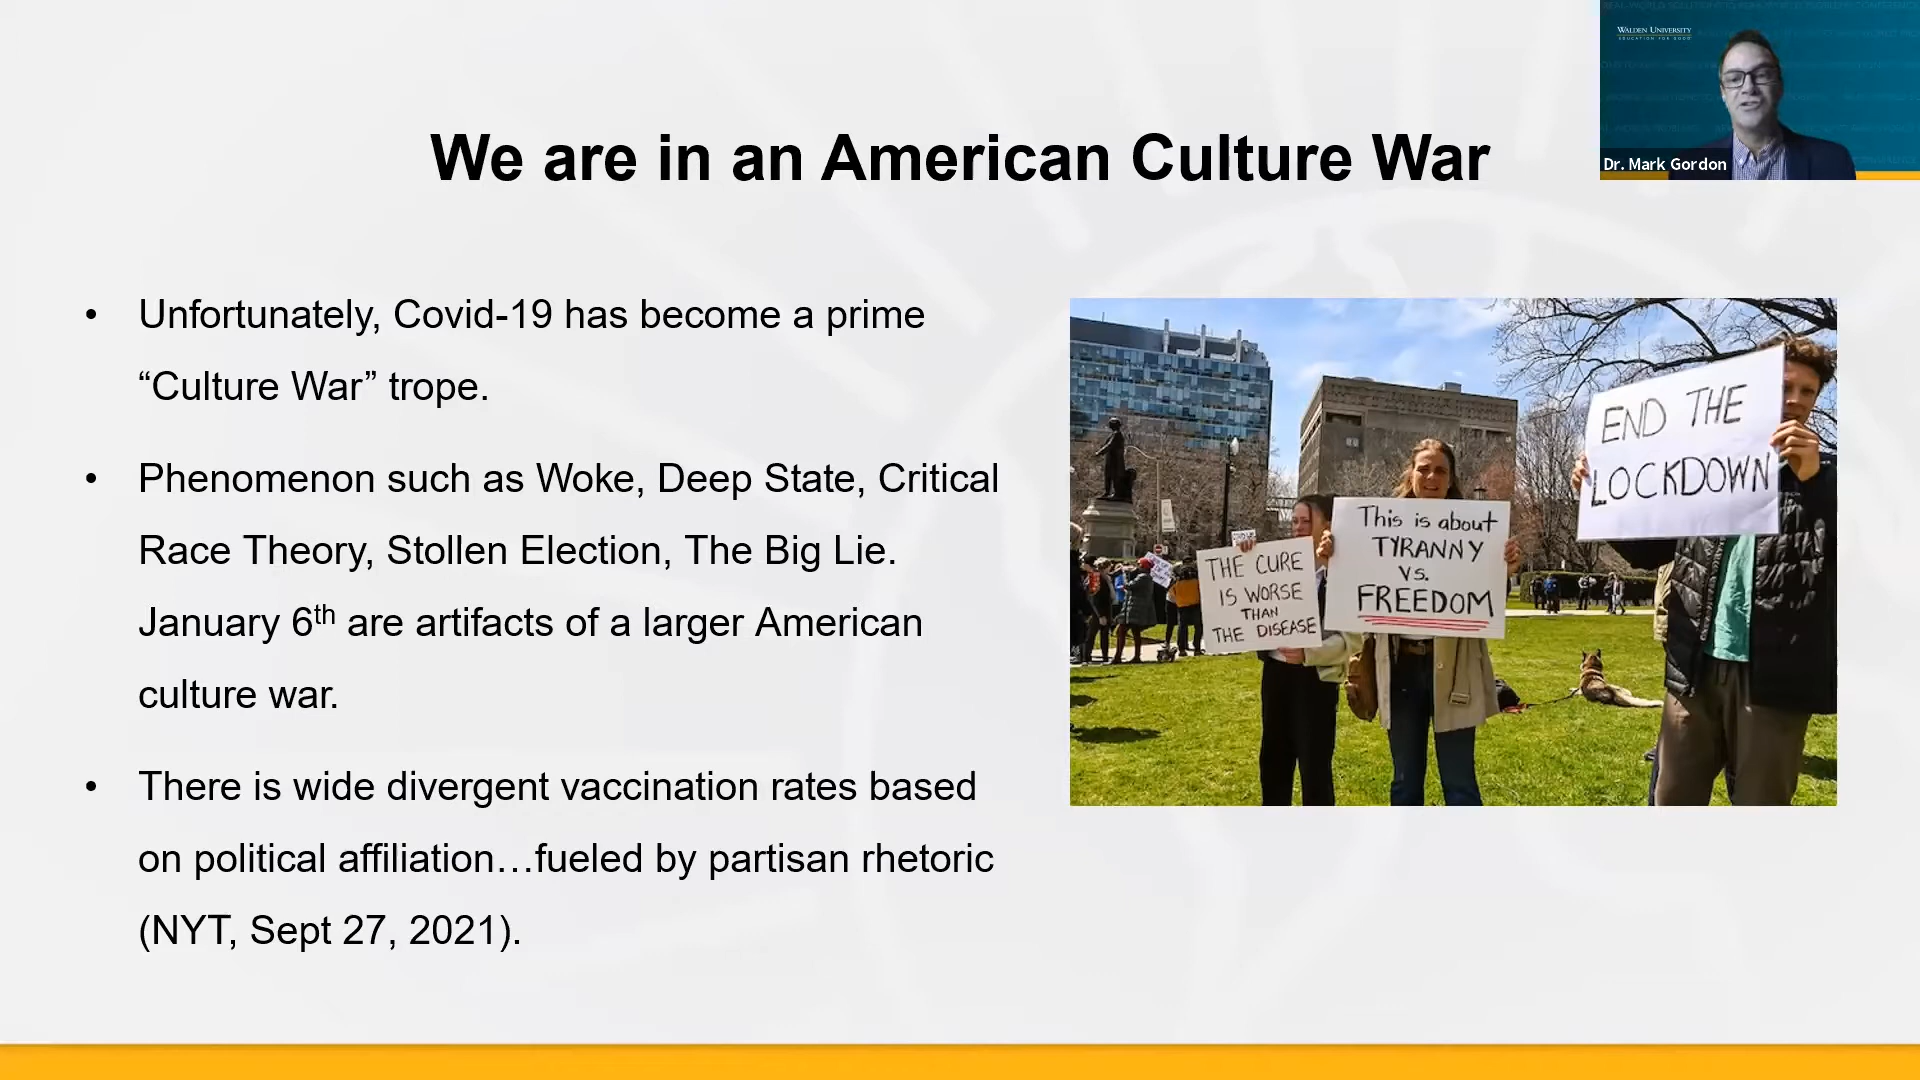 WALDEN UNIVERSITY
EDUCATION FOR GOOD
Dr. Mark Gordon
We are in an American Culture War
• Unfortunately, Covid-19 has become a prime
“Culture War” trope.
• Phenomenon such as Woke, Deep State, Critical
Race Theory, Stollen Election, The Big Lie.
January 6th are artifacts of a larger American
culture war.
• There is wide divergent vaccination rates based
on political affiliation…fueled by partisan rhetoric
(NYT, Sept 27, 2021).
THE CURE
IS WORSE
THAN
THE DISEASE
This is about
TYRANNY
VS.
FREEDOM
END THE
LOCKDOWN